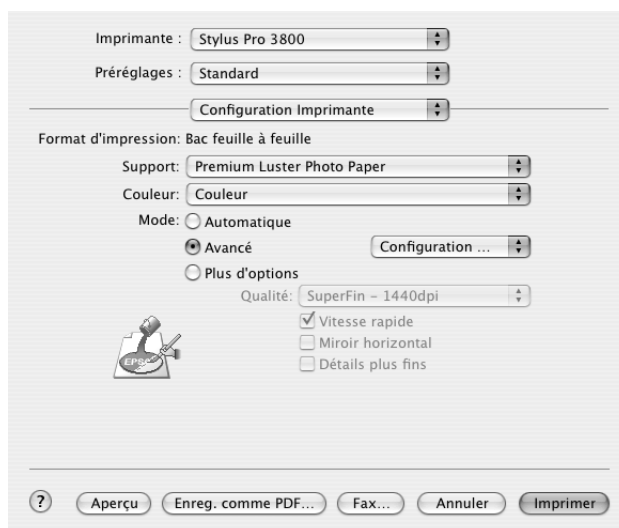 Imprimante : Stylus Pro 3800
Préréglages : Standard
Configuration Imprimante
Format d'impression: Bac feuille à feuille
Support: Premium Luster Photo Paper
Couleur: Couleur
Mode: Automatique
Avancé Configuration ...
Plus d'options
Qualité: SuperFin – 1440dpi
Vitesse rapide
Miroir horizontal
Détails plus fins
EPSON
? Aperçu Enreg. comme PDF... Fax... Annuler Imprimer